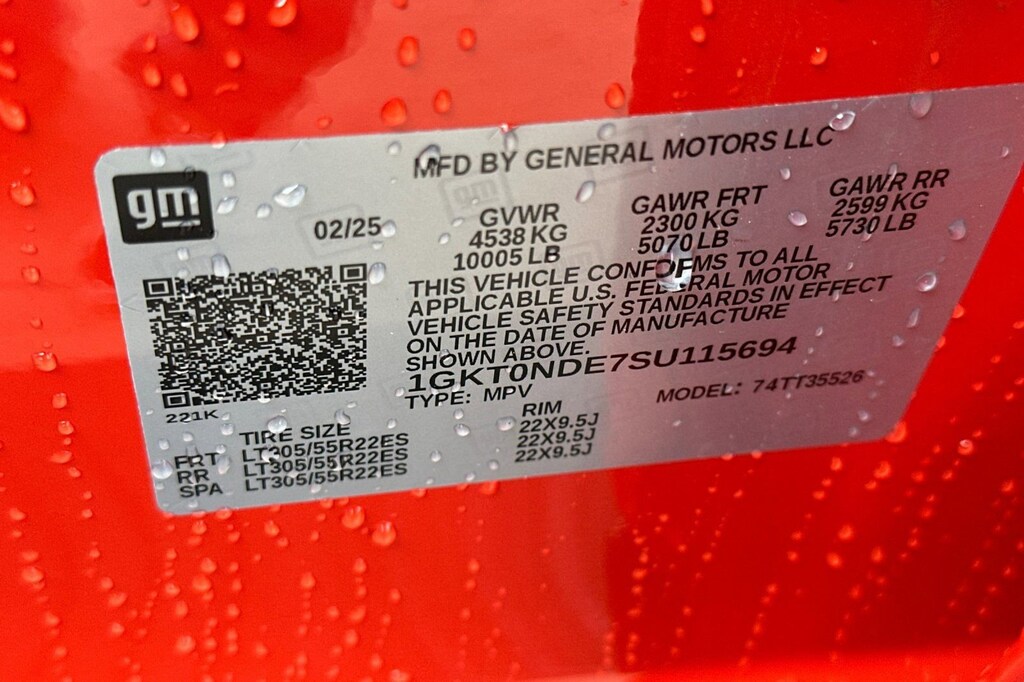 MFD BY GENERAL MOTORS LLC
gm
02/25
GVWR
4538 KG
10005 LB
GAWR FRT
2300 KG
5070 LB
GAWR RR
2599 KG
5730 LB
THIS VEHICLE CONFORMS TO ALL
APPLICABLE U.S. FEDERAL MOTOR
VEHICLE SAFETY STANDARDS IN EFFECT
ON THE DATE OF MANUFACTURE
SHOWN ABOVE.
1GKT0NDE7SU115694
TYPE: MPV
MODEL: 74TT35526
221K
TIRE SIZE RIM
FRT LT305/55R22ES 22X9.5J
RR LT305/55R22ES 22X9.5J
SPA LT305/55R22ES 22X9.5J